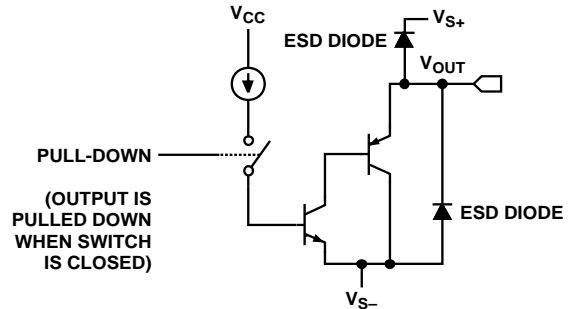 VCC
VS+
ESD DIODE
VOUT
PULL-DOWN
(OUTPUT IS
PULLED DOWN
WHEN SWITCH
IS CLOSED)
ESD DIODE
VS–